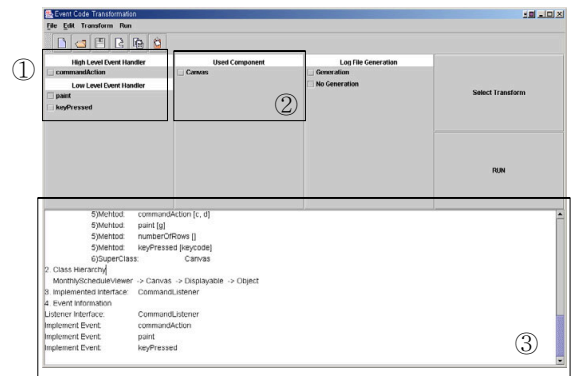 Event Code Transformation
File Edit Transform Run
①
High Level Event Handler
commandAction
Low Level Event Handler
paint
keyPressed
Used Component
Canvas
②
Log File Generation
Generation
No Generation
Select Transform
RUN
5)Mehtod: commandAction [c, d]
5)Mehtod: paint [g]
5)Mehtod: numberOfRows []
5)Mehtod: keyPressed [keycode]
6)SuperClass: Canvas
2. Class Hierarchy
MonthlyScheduleViewer -> Canvas -> Displayable -> Object
3. Implemented Interface: CommandListener
4. Event Information
Listener Interface: CommandListener
Implement Event: commandAction
Implement Event: paint
Implement Event: keyPressed
③